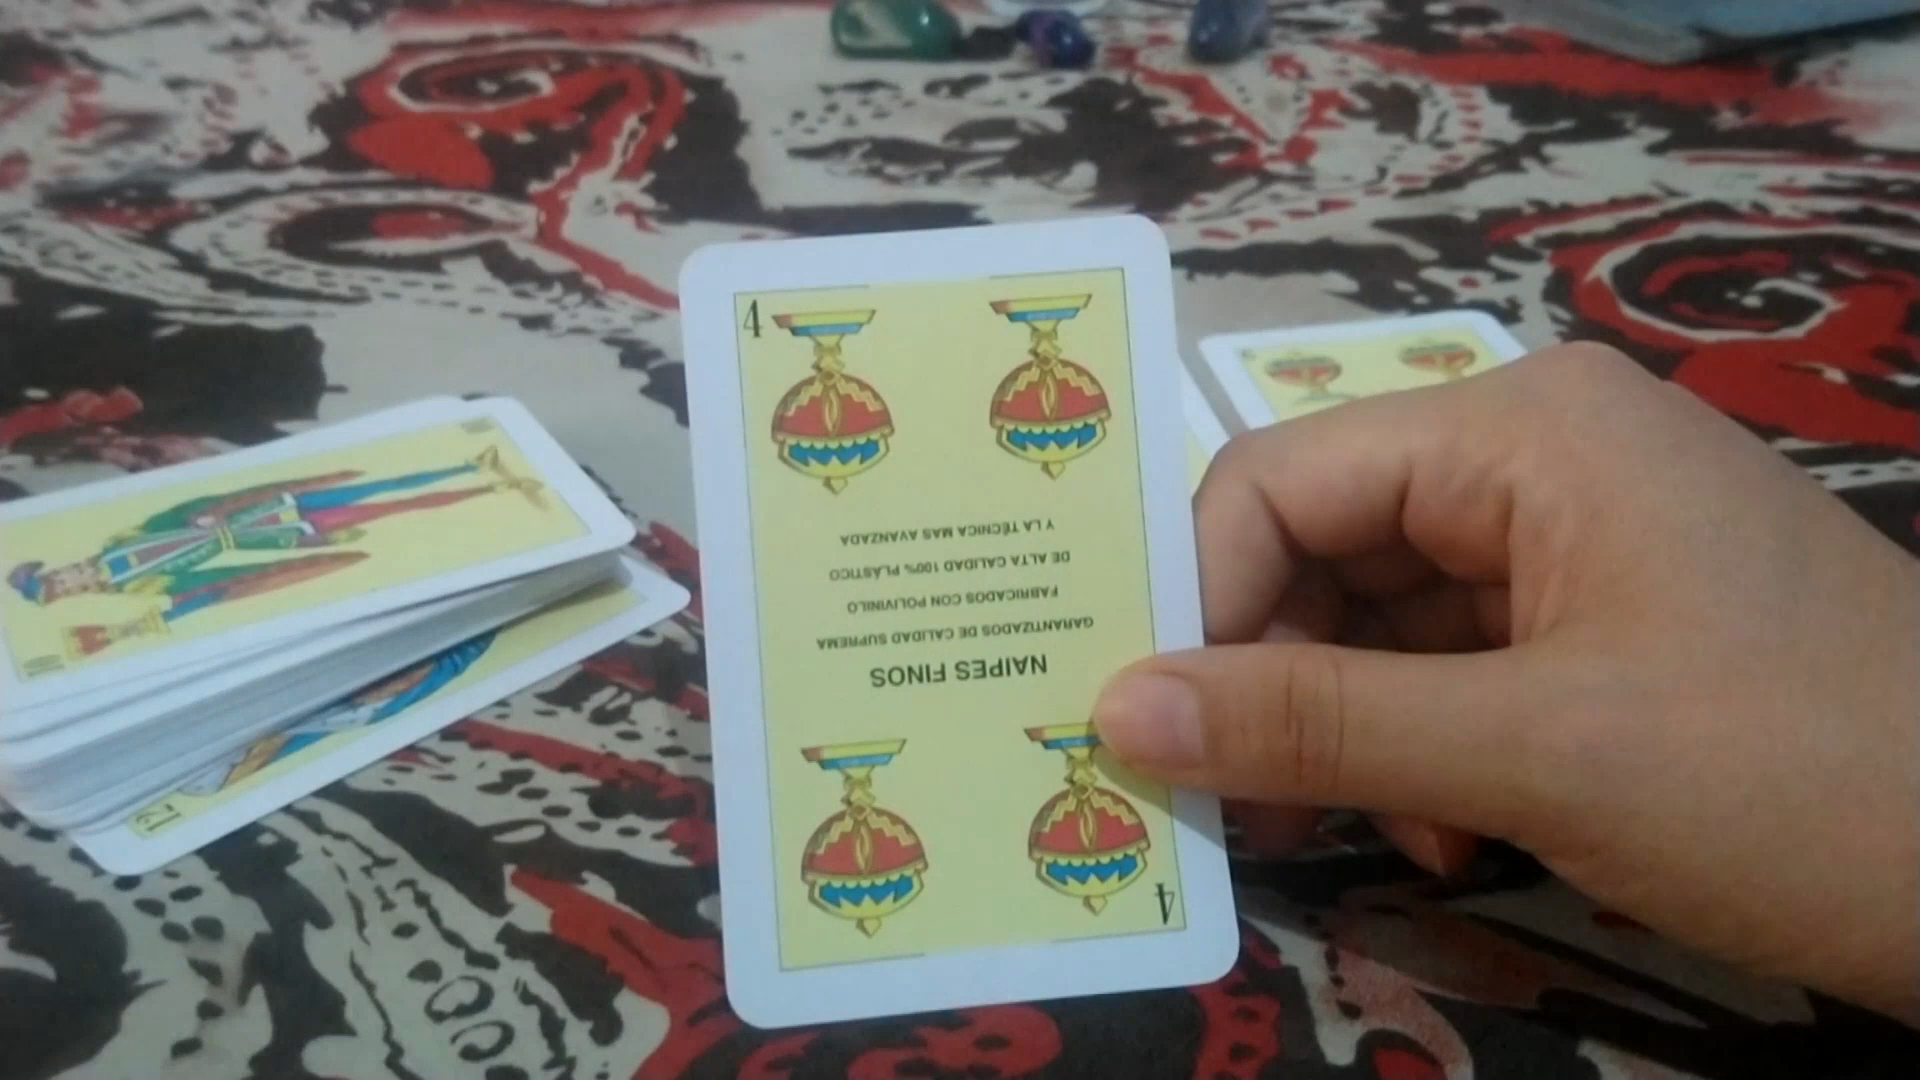 4
NAIPES FINOS
GARANTIZADOS DE CALIDAD SUPREMA
FABRICADOS CON POLIVINILO
DE ALTA CALIDAD 100% PLÁSTICO
Y LA TÉCNICA MAS AVANZADA
4
12